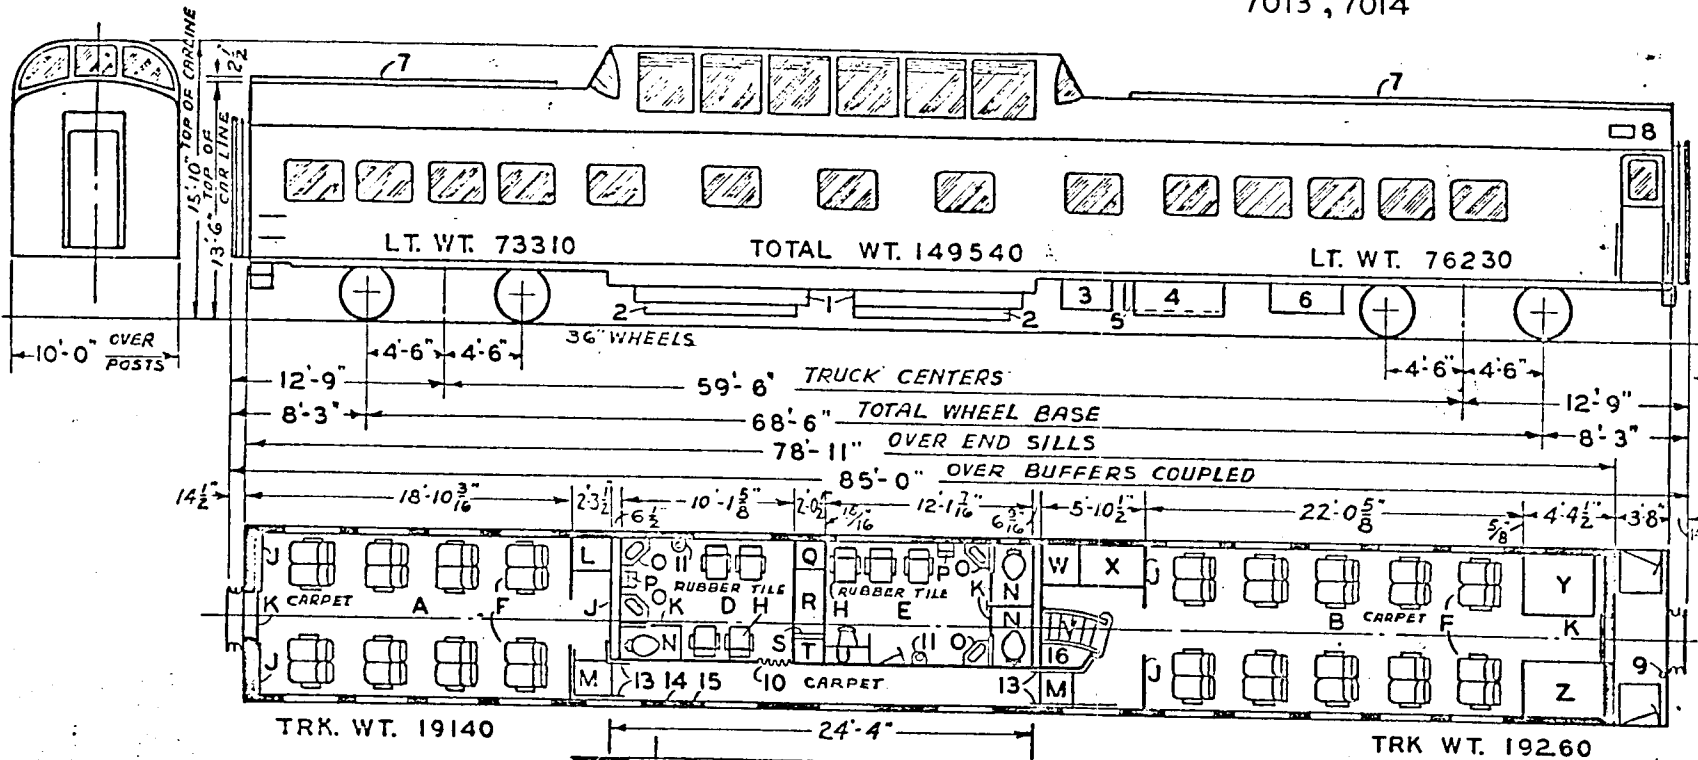 7013, 7014
2'½"
7
7
15'-10" TOP OF CARLINE
13'-6" TOP OF
CAR LINE
8
LT. WT. 73310
TOTAL WT. 149540
LT. WT. 76230
1
2
2
3
5
4
6
36" WHEELS
10'-0" OVER
POSTS
4'-6" 4'-6"
4'-6" 4'-6"
12'-9"
59'-6" TRUCK CENTERS
12'-9"
8'-3"
68'-6" TOTAL WHEEL BASE
8'-3"
78'-11" OVER END SILLS
85'-0" OVER BUFFERS COUPLED
14½"
18'-10 3/16"
2'-3½"
6½"
10'-1 5/8"
2'-0½"
15/16"
12'-1 7/16"
6 9/16"
5'-10½"
22'-0 5/8"
5/8"
4'-4½"
3'-8"
J
L
11
Q
P
N
W
X
J
Y
P
O
RUBBER TILE
RUBBER TILE
K CARPET A F
J
K D H
R
H E K
N
V
B CARPET F K
J
N
S
T
U
11 O
16
J
Z
9
M
13 14 15
10 CARPET
13
M
TRK. WT. 19140
24'-4"
TRK WT. 19260